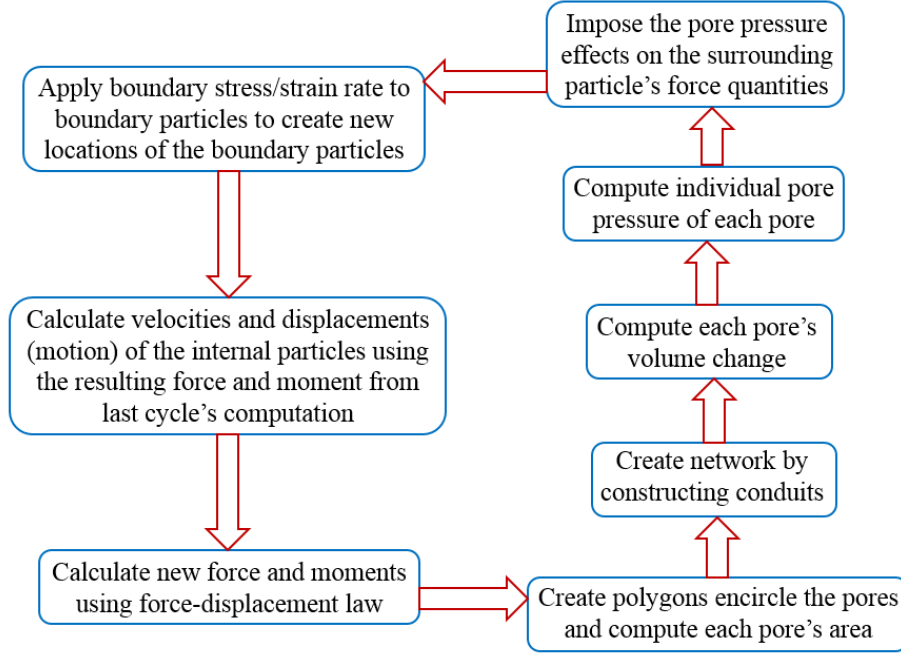 Apply boundary stress/strain rate to
boundary particles to create new
locations of the boundary particles
Calculate velocities and displacements
(motion) of the internal particles using
the resulting force and moment from
last cycle’s computation
Calculate new force and moments
using force-displacement law
Create polygons encircle the pores
and compute each pore’s area
Create network by
constructing conduits
Compute each pore’s
volume change
Compute individual pore
pressure of each pore
Impose the pore pressure
effects on the surrounding
particle’s force quantities